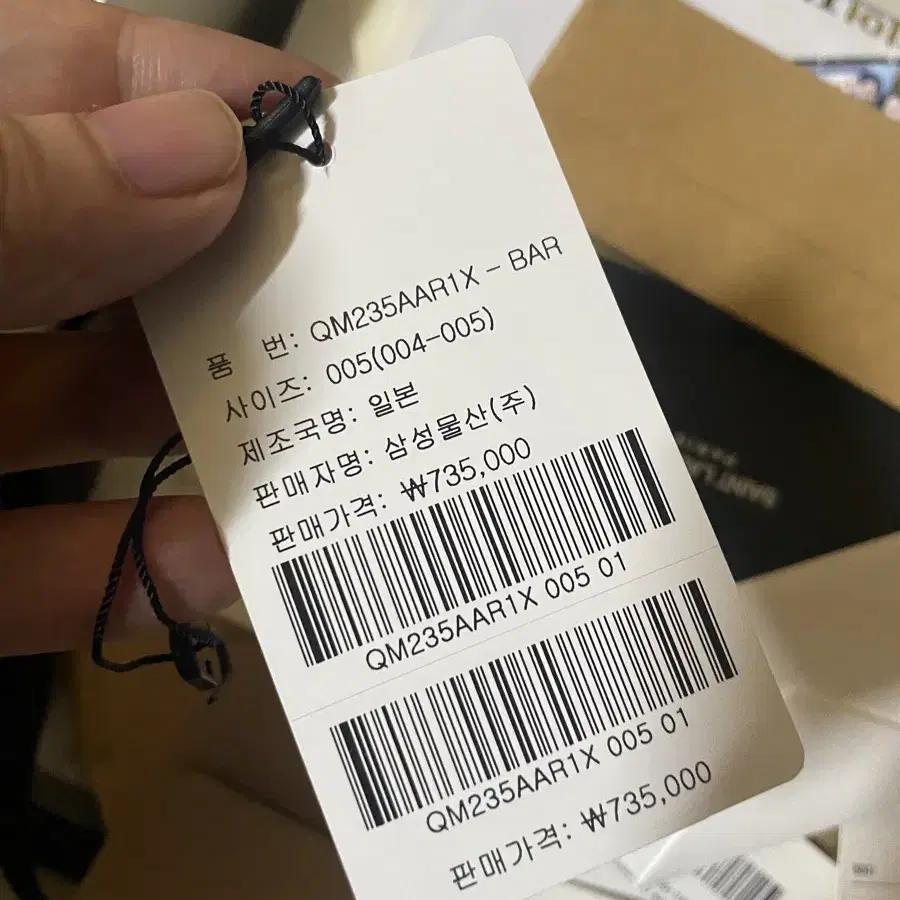 품 번: QM235AAR1X - BAR
사이즈: 005(004-005)
제조국명: 일본
판매자명: 삼성물산(주)
판매가격: ₩735,000
QM235AAR1X 005 01
QM235AAR1X 005 01
판매가격: ₩735,000